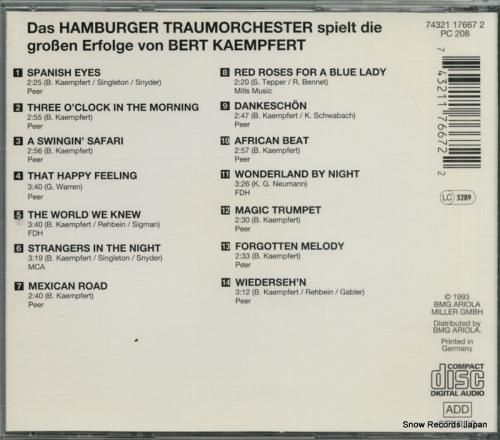 Das HAMBURGER TRAUMORCHESTER spielt die
großen Erfolge von BERT KAEMPFERT
74321 17667 2
PC 208
1 SPANISH EYES
2:25 (B. Kaempfert / Singleton / Snyder)
Peer
2 THREE O'CLOCK IN THE MORNING
2:55 (B. Kaempfert)
Peer
3 A SWINGIN' SAFARI
2:56 (B. Kaempfert)
Peer
4 THAT HAPPY FEELING
3:40 (G. Warren)
Peer
5 THE WORLD WE KNEW
3:40 (B. Kaempfert / Rehbein / Sigman)
FDH
6 STRANGERS IN THE NIGHT
3:19 (B. Kaempfert / Singleton / Snyder)
MCA
7 MEXICAN ROAD
2:40 (B. Kaempfert)
Peer
8 RED ROSES FOR A BLUE LADY
2:20 (S. Tepper / R. Bennet)
Mills Music
9 DANKESCHÖN
2:47 (B. Kaempfert / K. Schwabach)
Peer
10 AFRICAN BEAT
2:57 (B. Kaempfert)
Peer
11 WONDERLAND BY NIGHT
3:26 (K. G. Neumann)
FDH
12 MAGIC TRUMPET
2:30 (B. Kaempfert)
Peer
13 FORGOTTEN MELODY
2:33 (B. Kaempfert)
Peer
14 WIEDERSEH'N
3:12 (B. Kaempfert / Rehbein / Gabler)
Peer
7 43211 76672 2
LC 5289
© 1993
BMG ARIOLA
MILLER GMBH
Distributed by
BMG ARIOLA.
Printed in
Germany
COMPACT
disc
DIGITAL AUDIO
ADD
Snow Records Japan